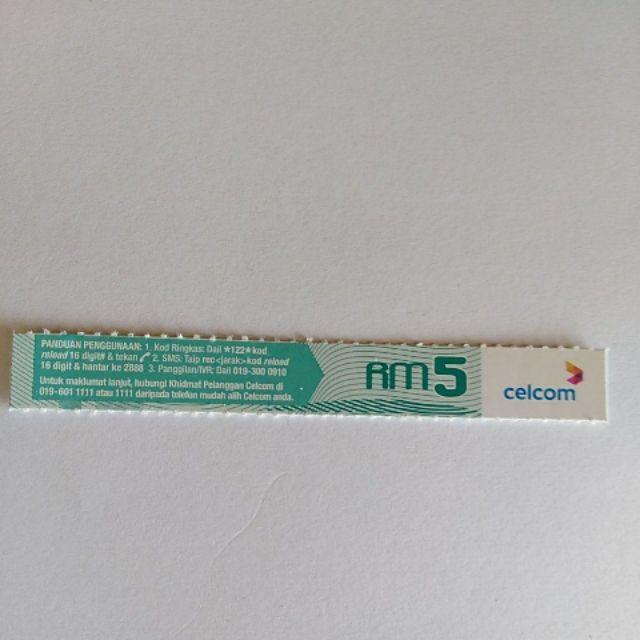 PANDUAN PENGGUNAAN: 1. Kod Ringkas: Dail *122*kod
reload 16 digit# & tekan 2. SMS: Taip rec<jarak>kod reload
16 digit & hantar ke 2888 3. Panggilan/IVR: Dail 019-300 0910
Untuk maklumat lanjut, hubungi Khidmat Pelanggan Celcom di
019-601 1111 atau 1111 daripada telefon mudah alih Celcom anda.
RM5
celcom